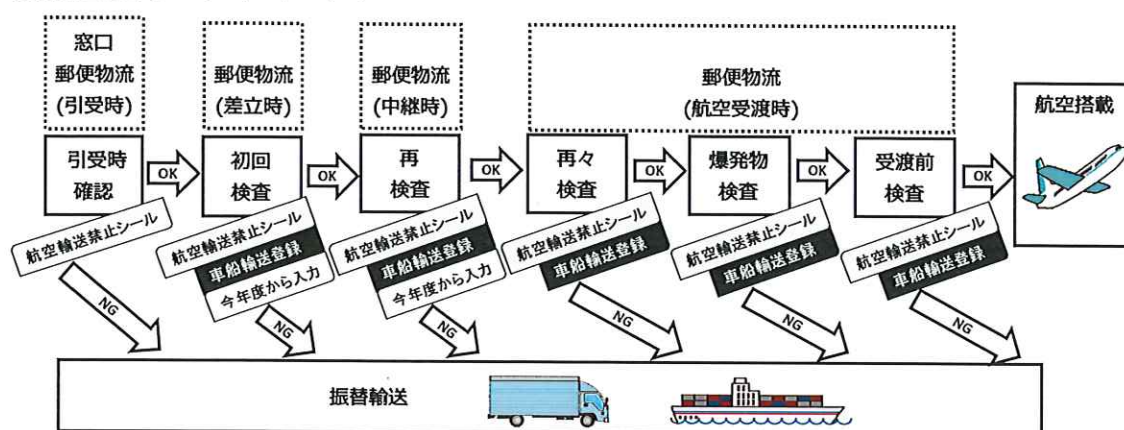 窓口
郵便物流
(引受時)
郵便物流
(差立時)
郵便物流
(中継時)
郵便物流
(航空受渡時)
引受時
確認
OK
初回
検査
OK
再
検査
OK
再々
検査
OK
爆発物
検査
OK
受渡前
検査
OK
航空搭載
航空輸送禁止シール
航空輸送禁止シール
車船輸送登録
今年度から入力
航空輸送禁止シール
車船輸送登録
今年度から入力
航空輸送禁止シール
車船輸送登録
航空輸送禁止シール
車船輸送登録
航空輸送禁止シール
車船輸送登録
NG
NG
NG
NG
NG
NG
振替輸送